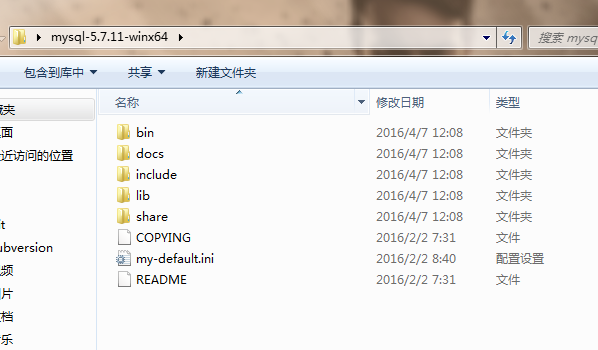 mysql-5.7.11-winx64
搜索 mysq
包含到库中 共享 新建文件夹
名称 修改日期 类型
bin 2016/4/7 12:08 文件夹
docs 2016/4/7 12:08 文件夹
include 2016/4/7 12:08 文件夹
lib 2016/4/7 12:08 文件夹
share 2016/4/7 12:08 文件夹
COPYING 2016/2/2 7:31 文件
my-default.ini 2016/2/2 8:40 配置设置
README 2016/2/2 7:31 文件
夹
面
近访问的位置
it
ubversion
频
片
文档
音乐